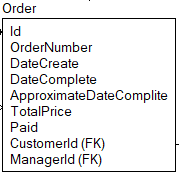 Order
Id
OrderNumber
DateCreate
DateComplete
ApproximateDateComplite
TotalPrice
Paid
CustomerId (FK)
ManagerId (FK)